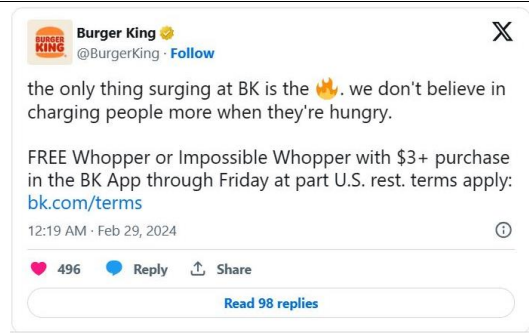 BURGER
KING
Burger King
@BurgerKing · Follow
the only thing surging at BK is the 🔥. we don't believe in
charging people more when they're hungry.
FREE Whopper or Impossible Whopper with $3+ purchase
in the BK App through Friday at part U.S. rest. terms apply:
bk.com/terms
12:19 AM · Feb 29, 2024
496 Reply Share
Read 98 replies